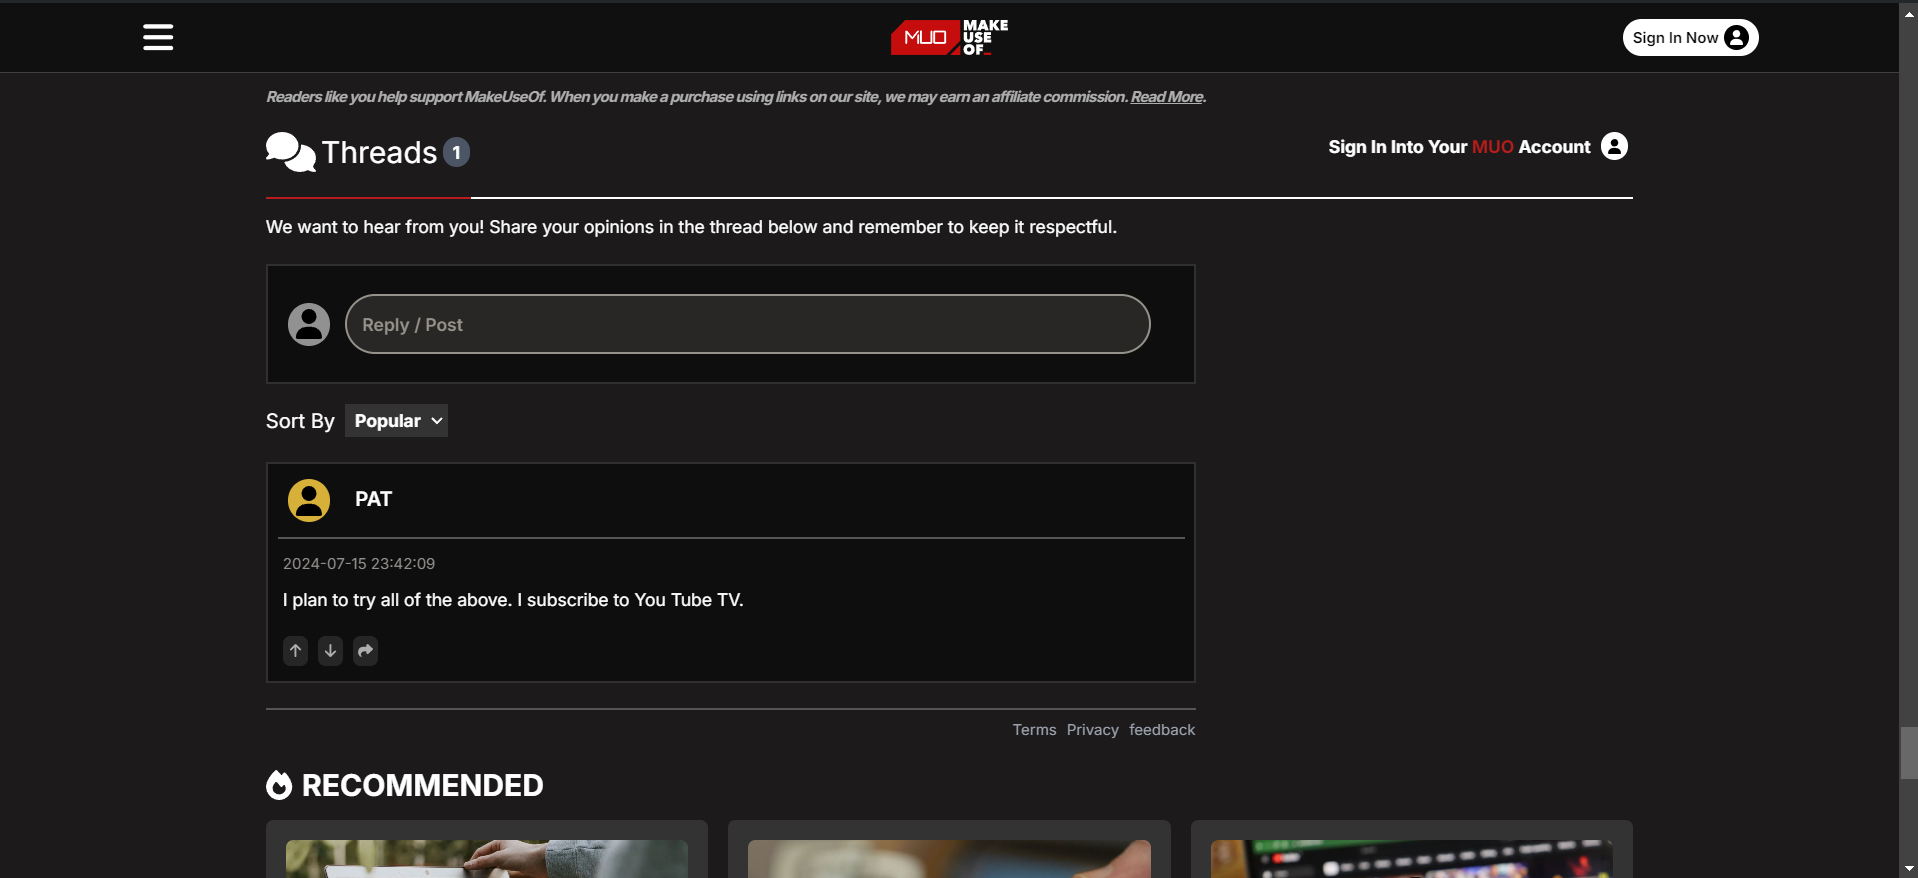 MUO MAKE
USE
OF_
Sign In Now
Readers like you help support MakeUseOf. When you make a purchase using links on our site, we may earn an affiliate commission. Read More.
Threads 1
Sign In Into Your MUO Account
We want to hear from you! Share your opinions in the thread below and remember to keep it respectful.
Reply / Post
Sort By Popular
PAT
2024-07-15 23:42:09
I plan to try all of the above. I subscribe to You Tube TV.
Terms Privacy feedback
RECOMMENDED